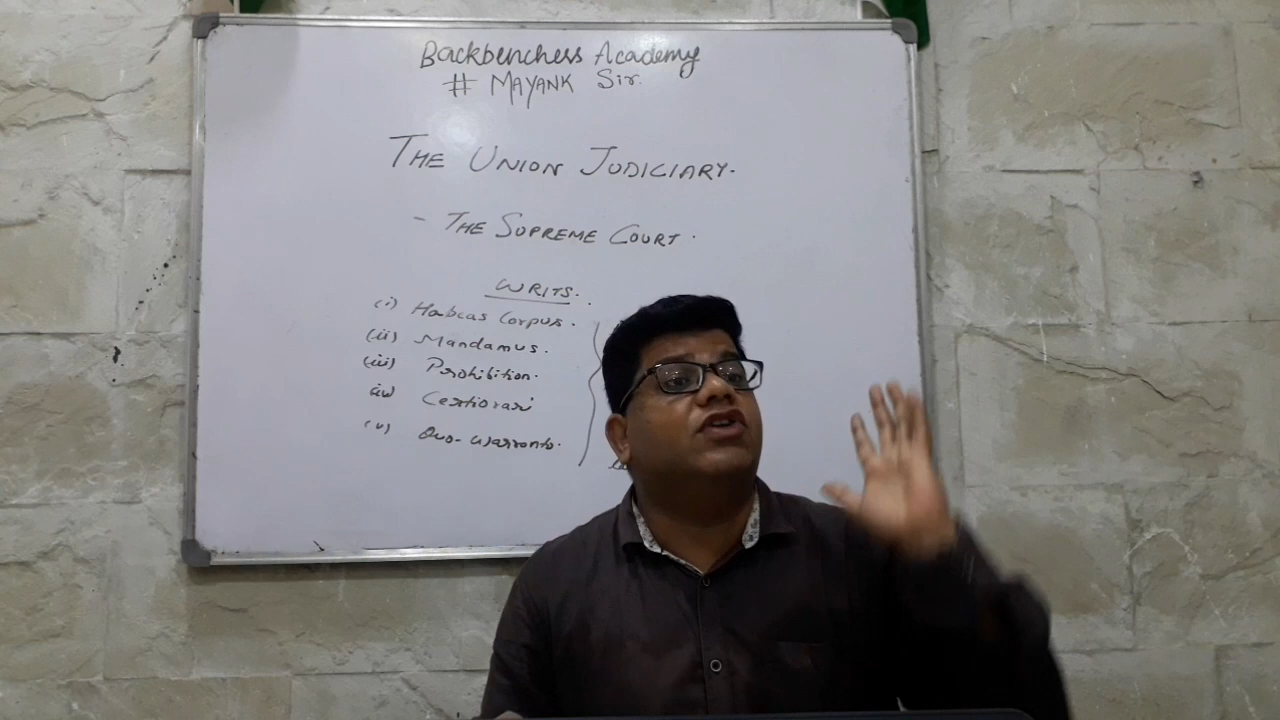 Backbenchers Academy
# MAYANK Sir.
THE UNION JUDICIARY.
- THE SUPREME COURT.
WRITS.
(i) Habeas Corpus.
(ii) Mandamus.
(iii) Prohibition.
iv) Certiorari
(v) Quo-Warranto.